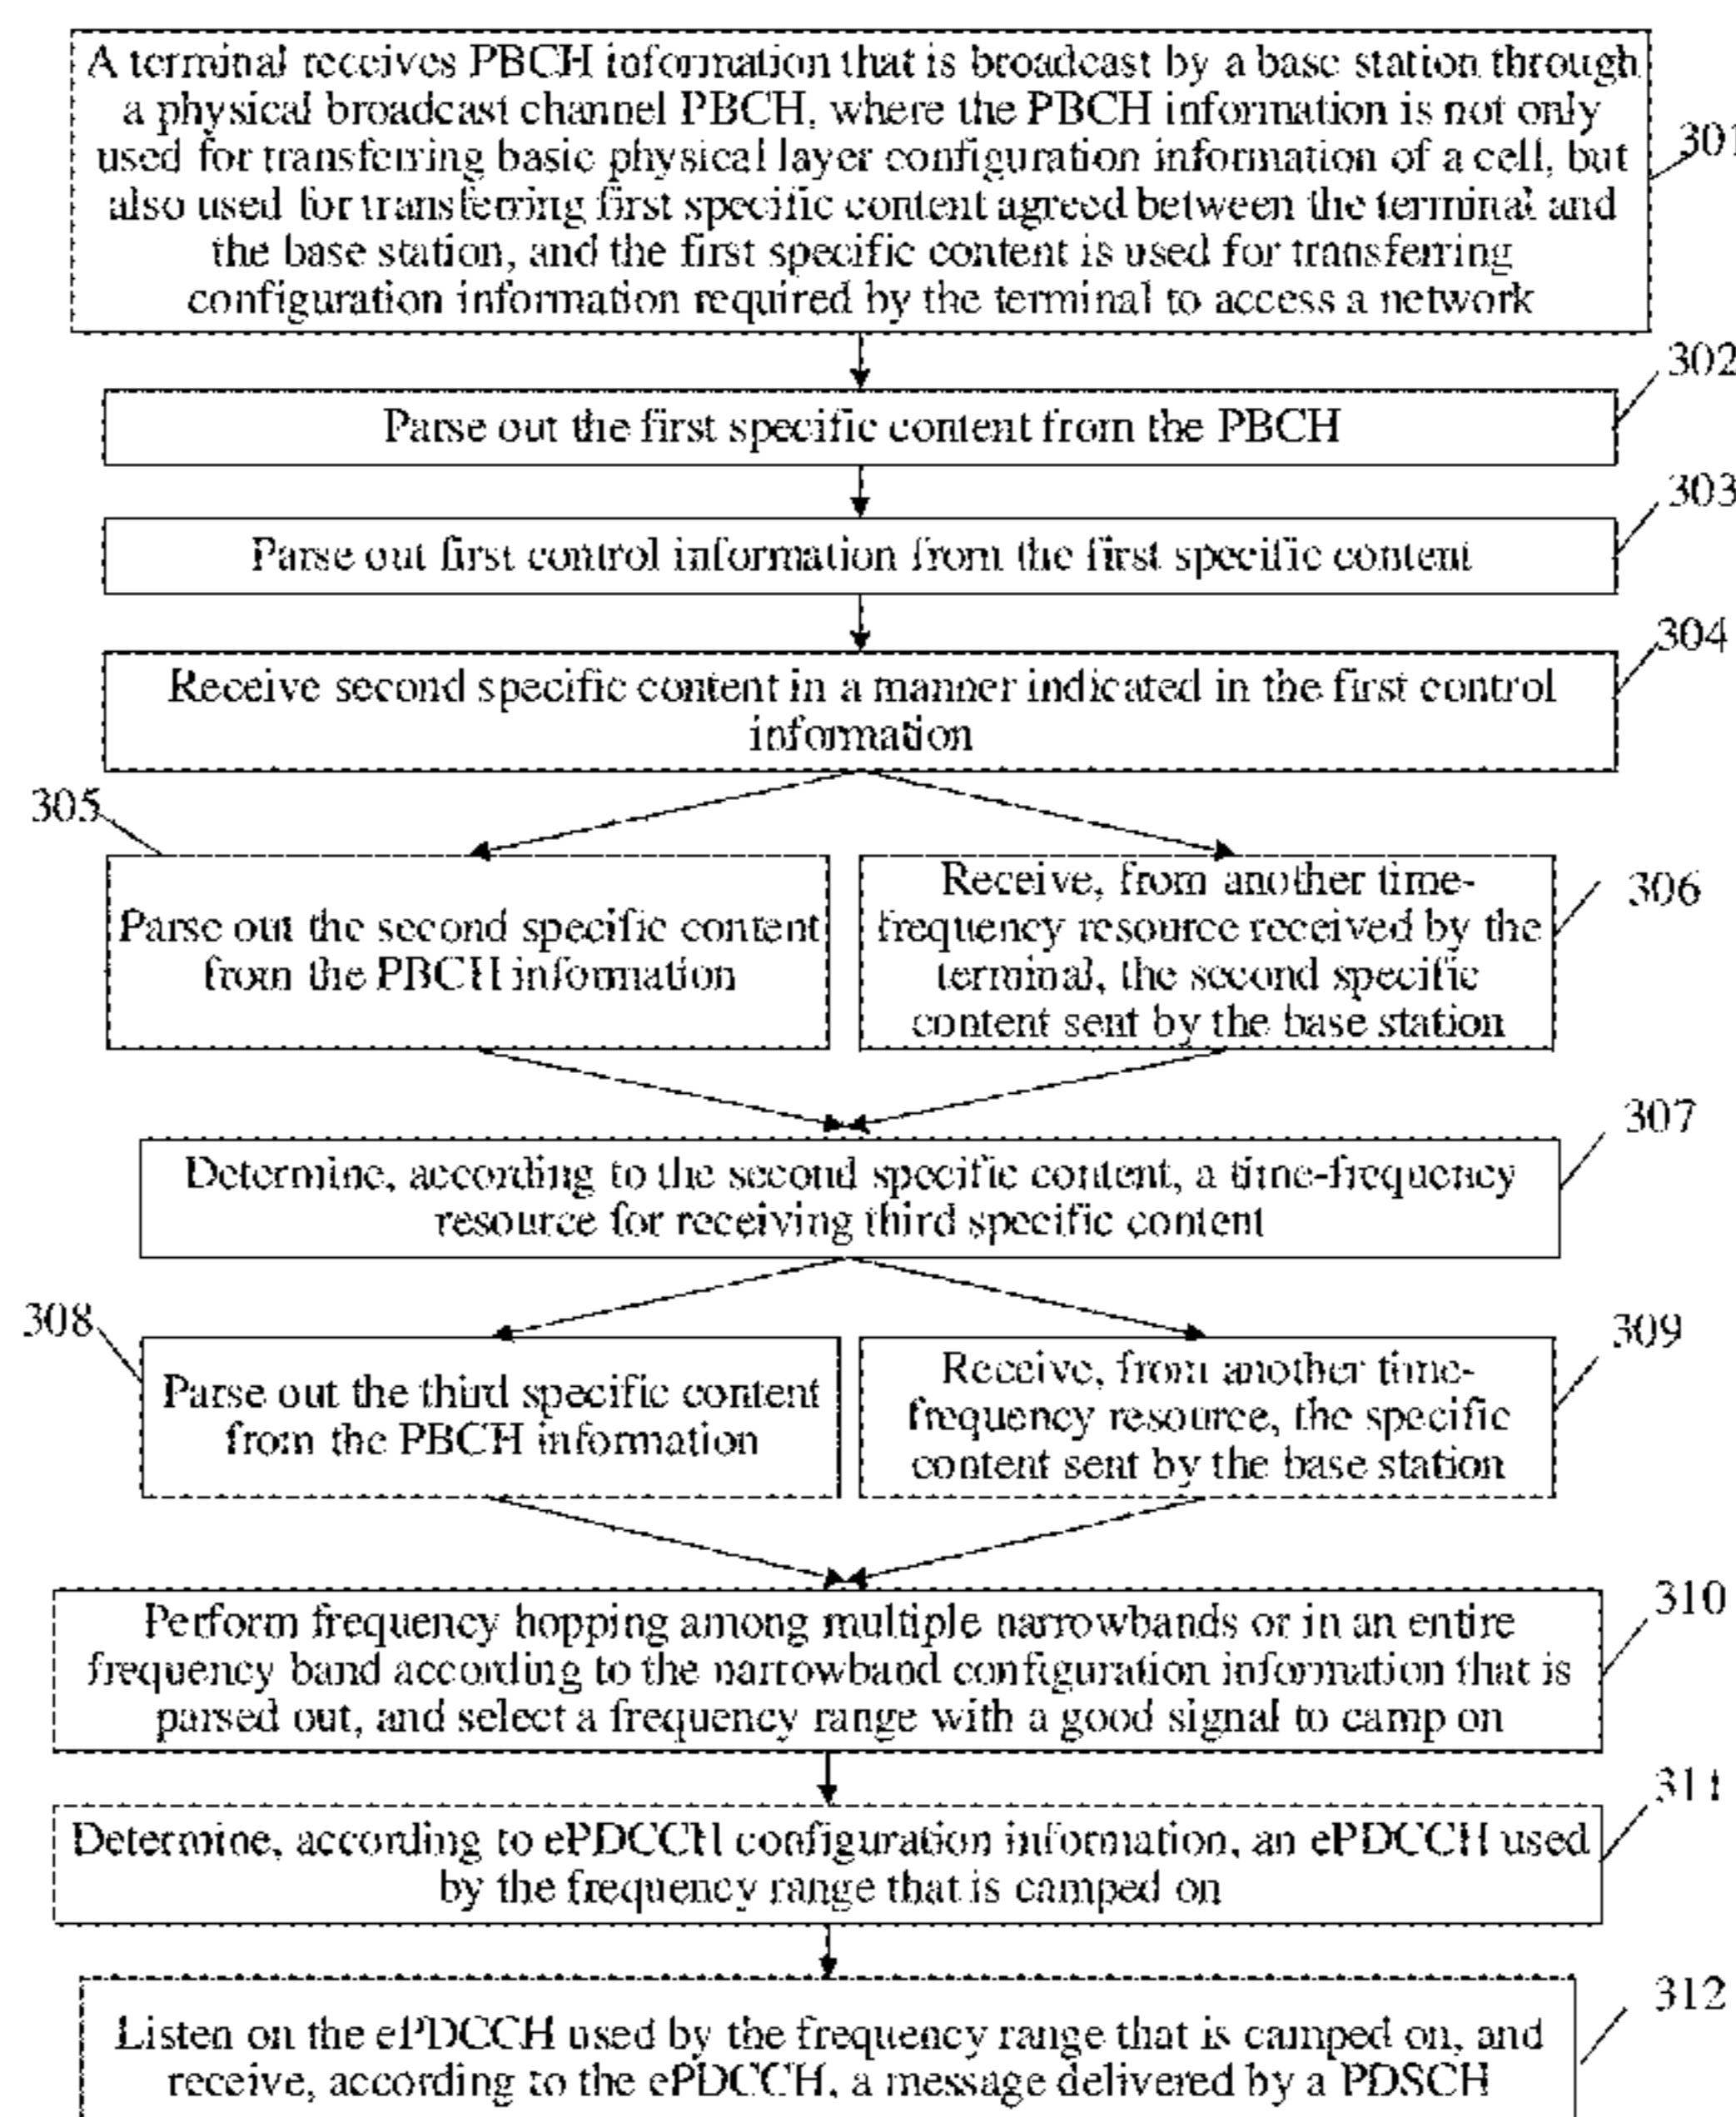 A terminal receives PBCH information that is broadcast by a base station through
a physical broadcast channel PBCH, where the PBCH information is not only
used for transferring basic physical layer configuration information of a cell, but
also used for transferring first specific content agreed between the terminal and
the base station, and the first specific content is used for transferring
configuration information required by the terminal to access a network
301
302
Parse out the first specific content from the PBCH
303
Parse out first control information from the first specific content
304
Receive second specific content in a manner indicated in the first control
information
305
Parse out the second specific content
from the PBCH information
306
Receive, from another time-
frequency resource received by the
terminal, the second specific
content sent by the base station
307
Determine, according to the second specific content, a time-frequency
resource for receiving third specific content
308
Parse out the third specific content
from the PBCH information
309
Receive, from another time-
frequency resource, the specific
content sent by the base station
310
Perform frequency hopping among multiple narrowbands or in an entire
frequency band according to the narrowband configuration information that is
parsed out, and select a frequency range with a good signal to camp on
311
Determine, according to ePDCCH configuration information, an ePDCCH used
by the frequency range that is camped on
312
Listen on the ePDCCH used by the frequency range that is camped on, and
receive, according to the ePDCCH, a message delivered by a PDSCH